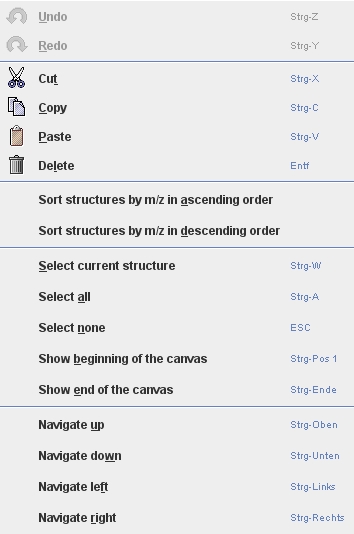 Undo Strg-Z
Redo Strg-Y
Cut Strg-X
Copy Strg-C
Paste Strg-V
Delete Entf
Sort structures by m/z in ascending order
Sort structures by m/z in descending order
Select current structure Strg-W
Select all Strg-A
Select none ESC
Show beginning of the canvas Strg-Pos 1
Show end of the canvas Strg-Ende
Navigate up Strg-Oben
Navigate down Strg-Unten
Navigate left Strg-Links
Navigate right Strg-Rechts